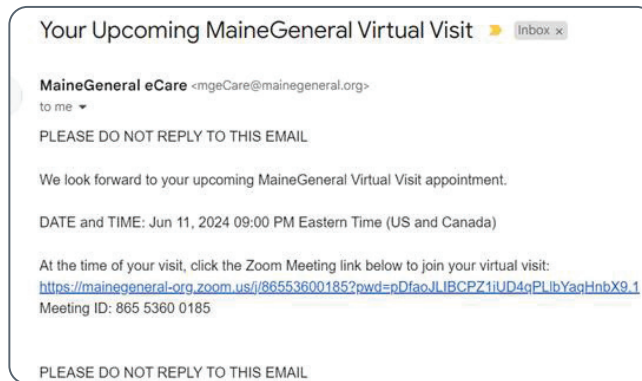 Your Upcoming MaineGeneral Virtual Visit Inbox x
MaineGeneral eCare <mgeCare@mainegeneral.org>
to me
PLEASE DO NOT REPLY TO THIS EMAIL
We look forward to your upcoming MaineGeneral Virtual Visit appointment.
DATE and TIME: Jun 11, 2024 09:00 PM Eastern Time (US and Canada)
At the time of your visit, click the Zoom Meeting link below to join your virtual visit:
https://mainegeneral-org.zoom.us/j/86553600185?pwd=pDfaoJLIBCPZ1iUD4qPLlbYaqHnbX9.1
Meeting ID: 865 5360 0185
PLEASE DO NOT REPLY TO THIS EMAIL